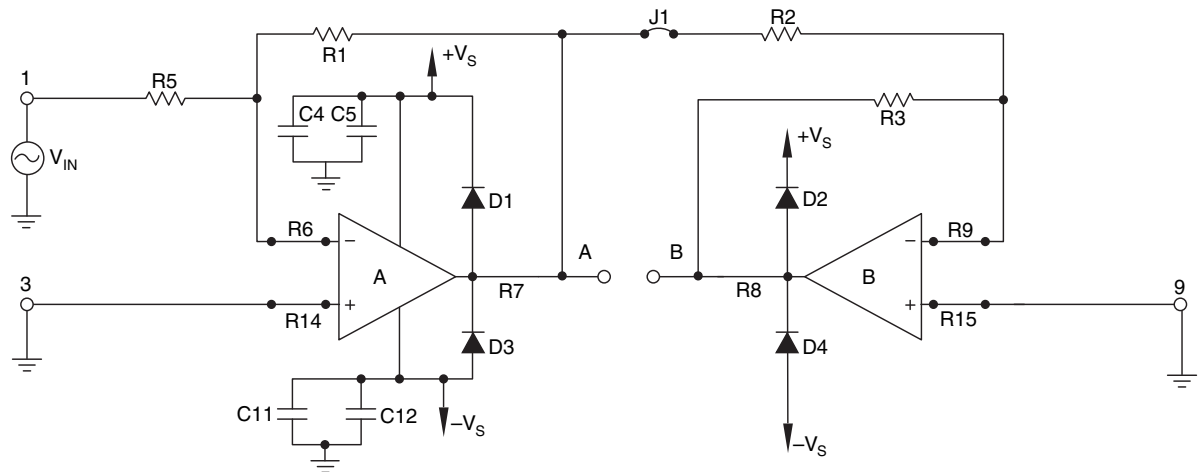 J1
R2
R1
+VS
1
R5
C4 C5
R3
+VS
VIN
D1
D2
R6
−
A
B
−
R9
A
B
3
R7
R8
9
+
+
R14
R15
D3
D4
C11
C12
−VS
−VS